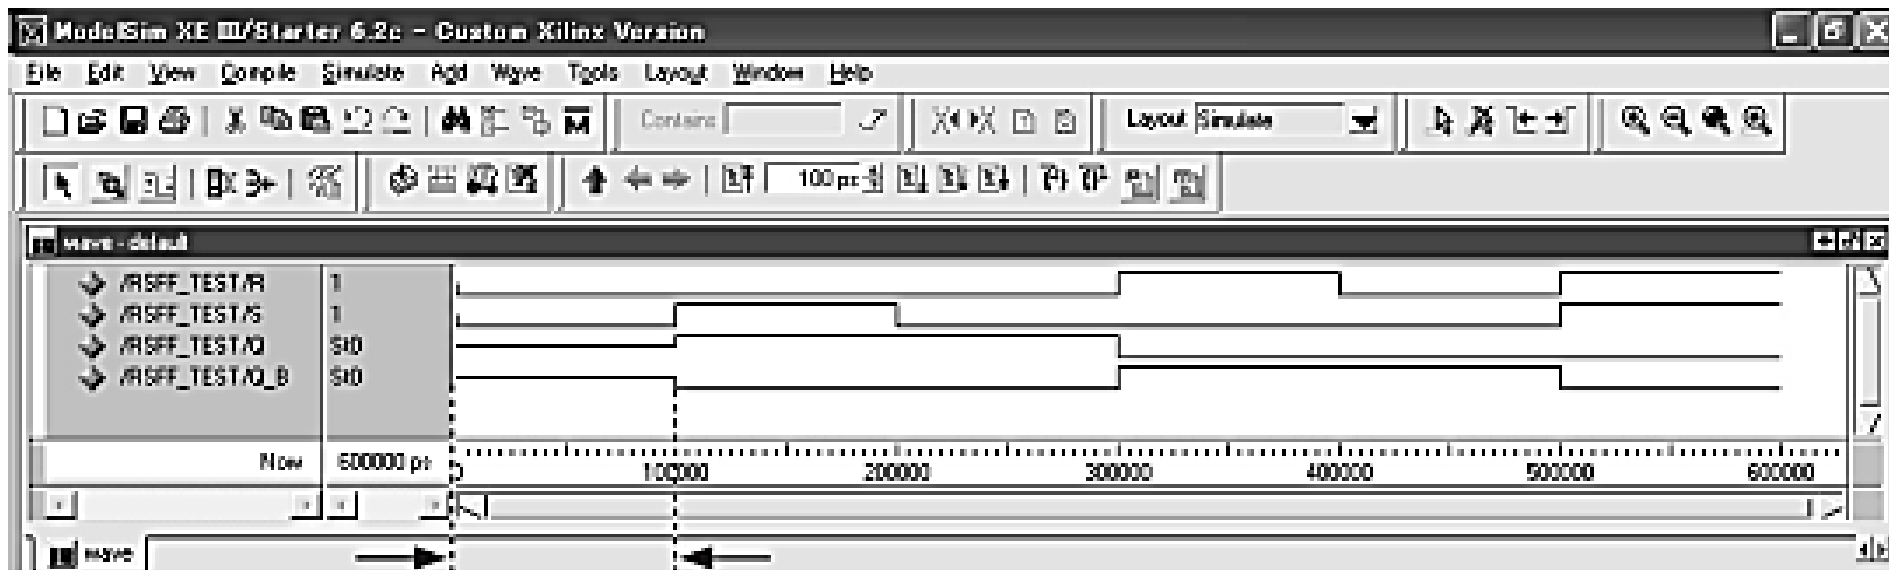 ModelSim XE III/Starter 6.2c - Custom Xilinx Version
File Edit View Compile Simulate Add Wave Tools Layout Window Help
Contains Layout Simulate
100 ps
wave - default
/RSFF_TEST/R 1
/RSFF_TEST/S 1
/RSFF_TEST/Q St0
/RSFF_TEST/Q_B St0
Now 600000 ps 0 100000 200000 300000 400000 500000 600000
wave